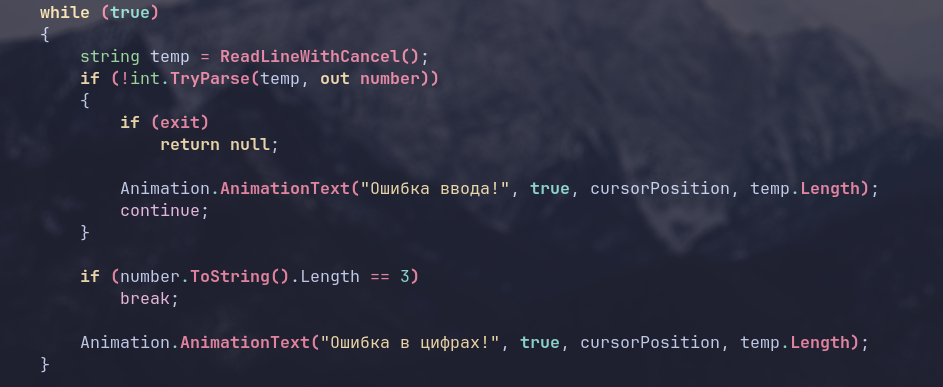 while (true)
{
    string temp = ReadLineWithCancel();
    if (!int.TryParse(temp, out number))
    {
        if (exit)
            return null;

        Animation.AnimationText("Ошибка ввода!", true, cursorPosition, temp.Length);
        continue;
    }

    if (number.ToString().Length == 3)
        break;

    Animation.AnimationText("Ошибка в цифрах!", true, cursorPosition, temp.Length);
}